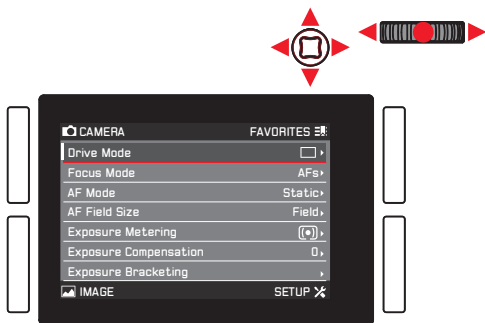 CAMERA FAVORITES
Drive Mode
Focus Mode AFs
AF Mode Static
AF Field Size Field
Exposure Metering
Exposure Compensation 0
Exposure Bracketing
IMAGE SETUP